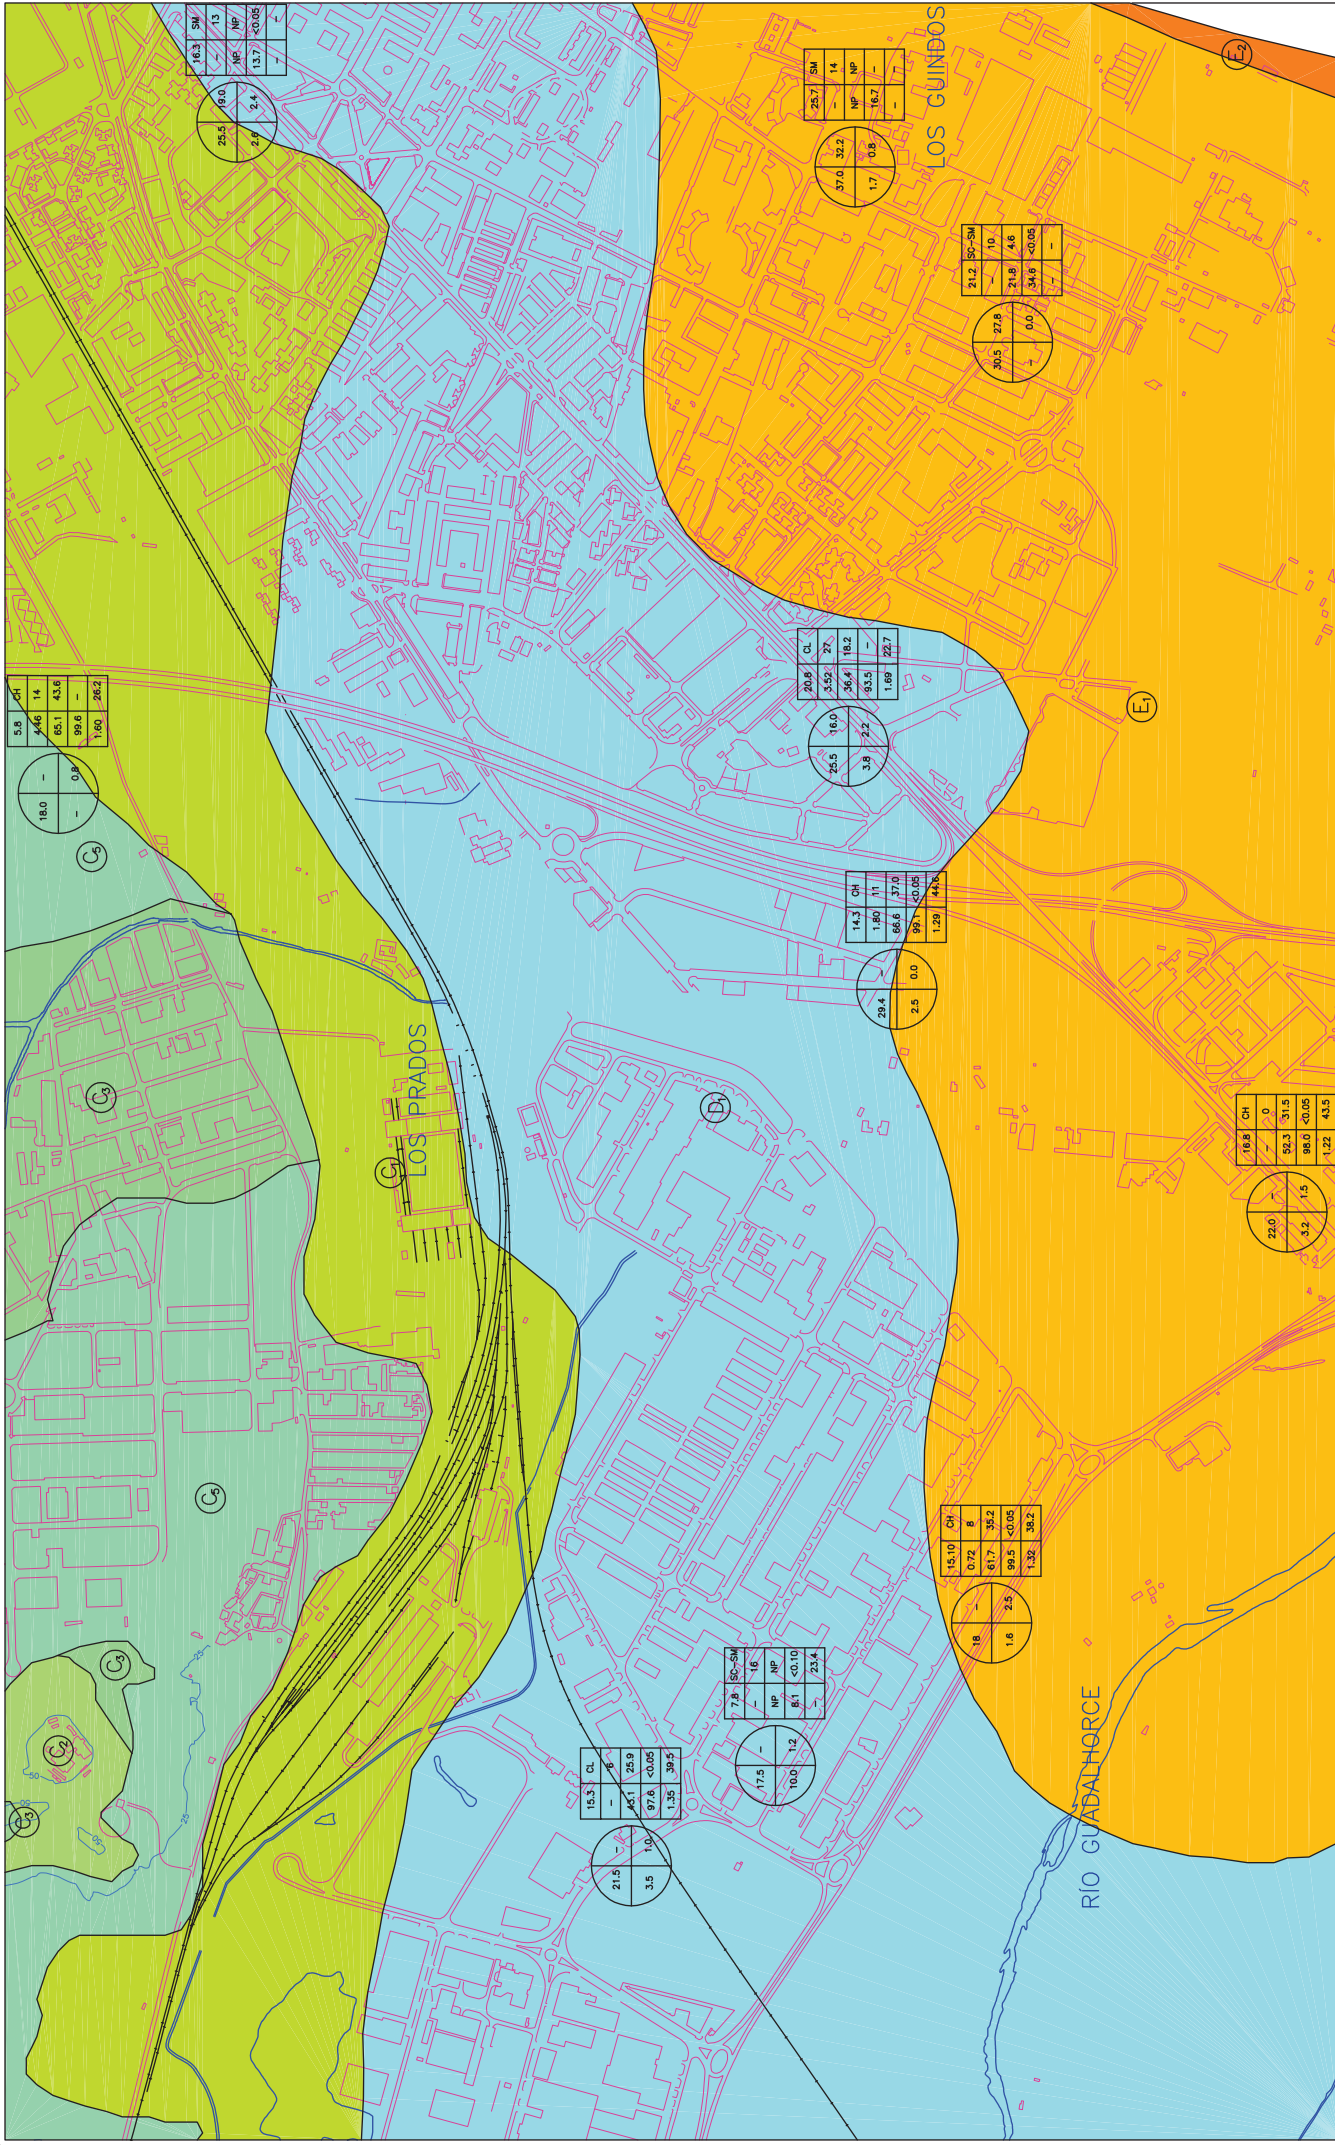 5.8 CH
4.46 14
65.1 43.6
99.6 -
1.60 26.2
18.0 -
- 0.8
16.3 SM
- 13
NP NP
13.7 <0.05
- -
25.5 19.0
2.6 2.4
25.7 SM
- 14
NP NP
16.7 -
- -
37.0 32.2
1.7 0.8
LOS GUINDOS
E2
21.2 SC-SM
- 10
21.8 4.6
34.6 <0.05
- -
30.5 27.8
- 0.0
20.8 CL
3.52 27
36.4 18.2
93.5 -
1.69 22.7
25.5 16.0
3.8 2.2
E1
C5
14.3 CH
1.80 11
66.6 37.0
99.1 <0.05
1.29 44.6
29.4 -
2.5 0.0
C3
C1
LOS PRADOS
D1
16.8 CH
- 0
52.3 31.5
98.0 <0.05
1.22 43.5
22.0 -
3.2 1.5
C5
15.10 CH
0.72 8
61.7 35.2
99.5 <0.05
1.32 38.2
18 -
1.6 2.5
C3
25
7.8 SC-SM
- 16
NP NP
8.1 <0.10
- 23.4
17.5 -
10.0 1.2
C2
50
50
C3
50
25
15.3 CL
- 6
43.1 25.9
97.6 <0.05
1.35 39.5
21.5 -
3.5 1.0
RÍO GUADALHORCE